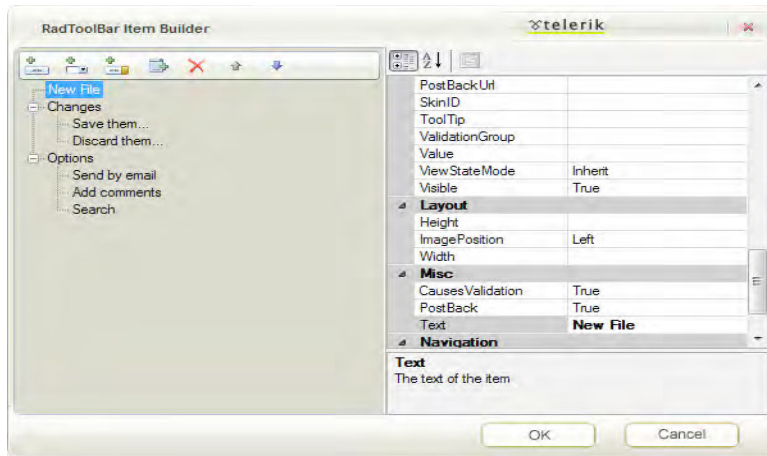 RadToolBar Item Builder
telerik
New File
Changes
Save them...
Discard them...
Options
Send by email
Add comments
Search
PostBackUrl
SkinID
ToolTip
ValidationGroup
Value
ViewStateMode Inherit
Visible True
Layout
Height
ImagePosition Left
Width
Misc
CausesValidation True
PostBack True
Text New File
Navigation
Text
The text of the item
OK Cancel